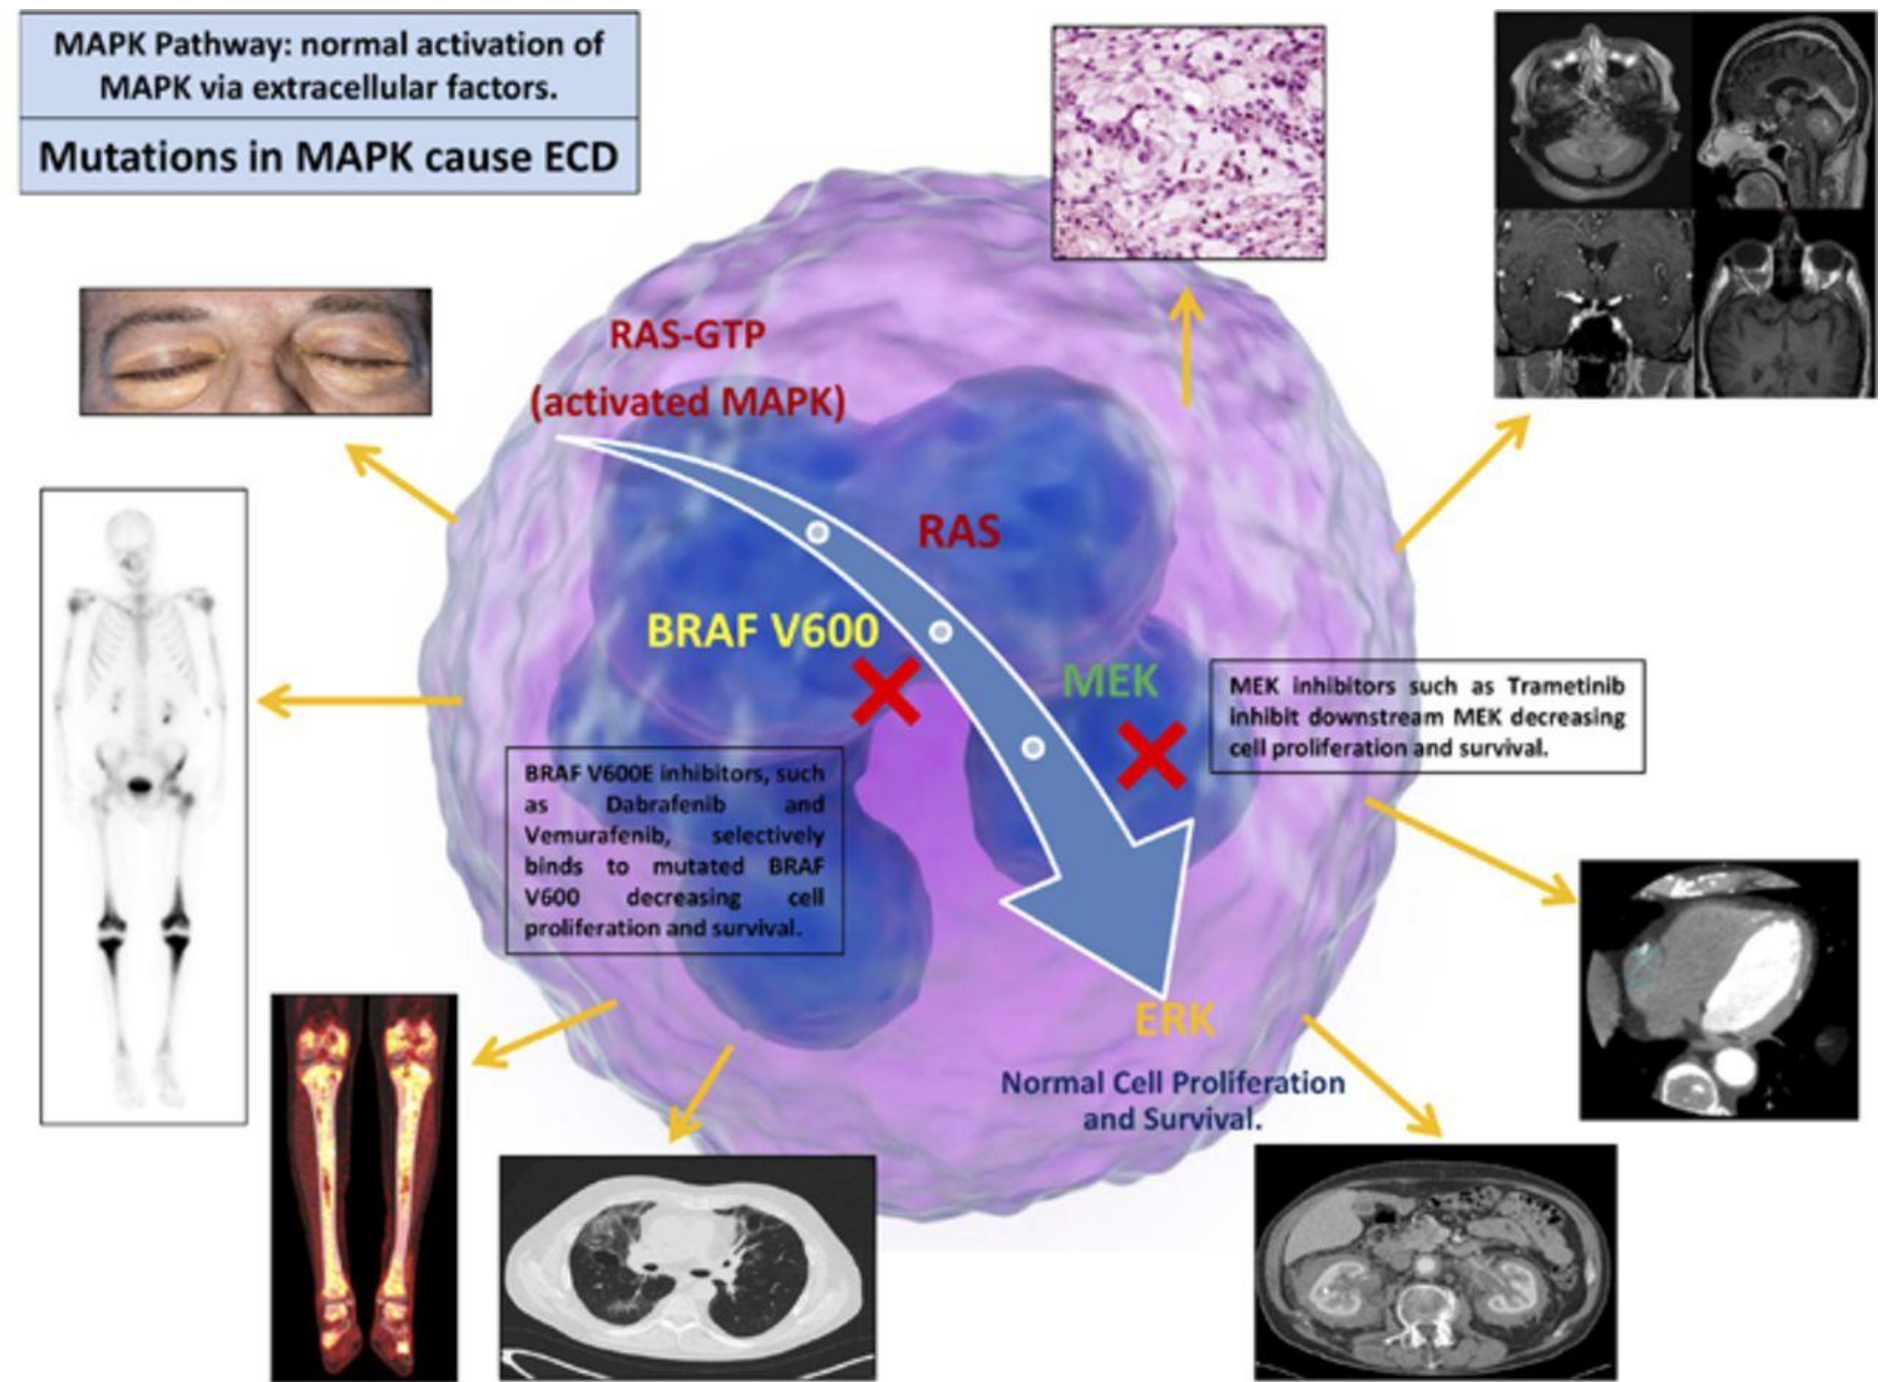 MAPK Pathway: normal activation of
MAPK via extracellular factors.
Mutations in MAPK cause ECD
RAS-GTP
(activated MAPK)
RAS
BRAF V600
MEK
MEK inhibitors such as Trametinib
inhibit downstream MEK decreasing
cell proliferation and survival.
BRAF V600E inhibitors, such
as Dabrafenib and
Vemurafenib, selectively
binds to mutated BRAF
V600 decreasing cell
proliferation and survival.
ERK
Normal Cell Proliferation
and Survival.